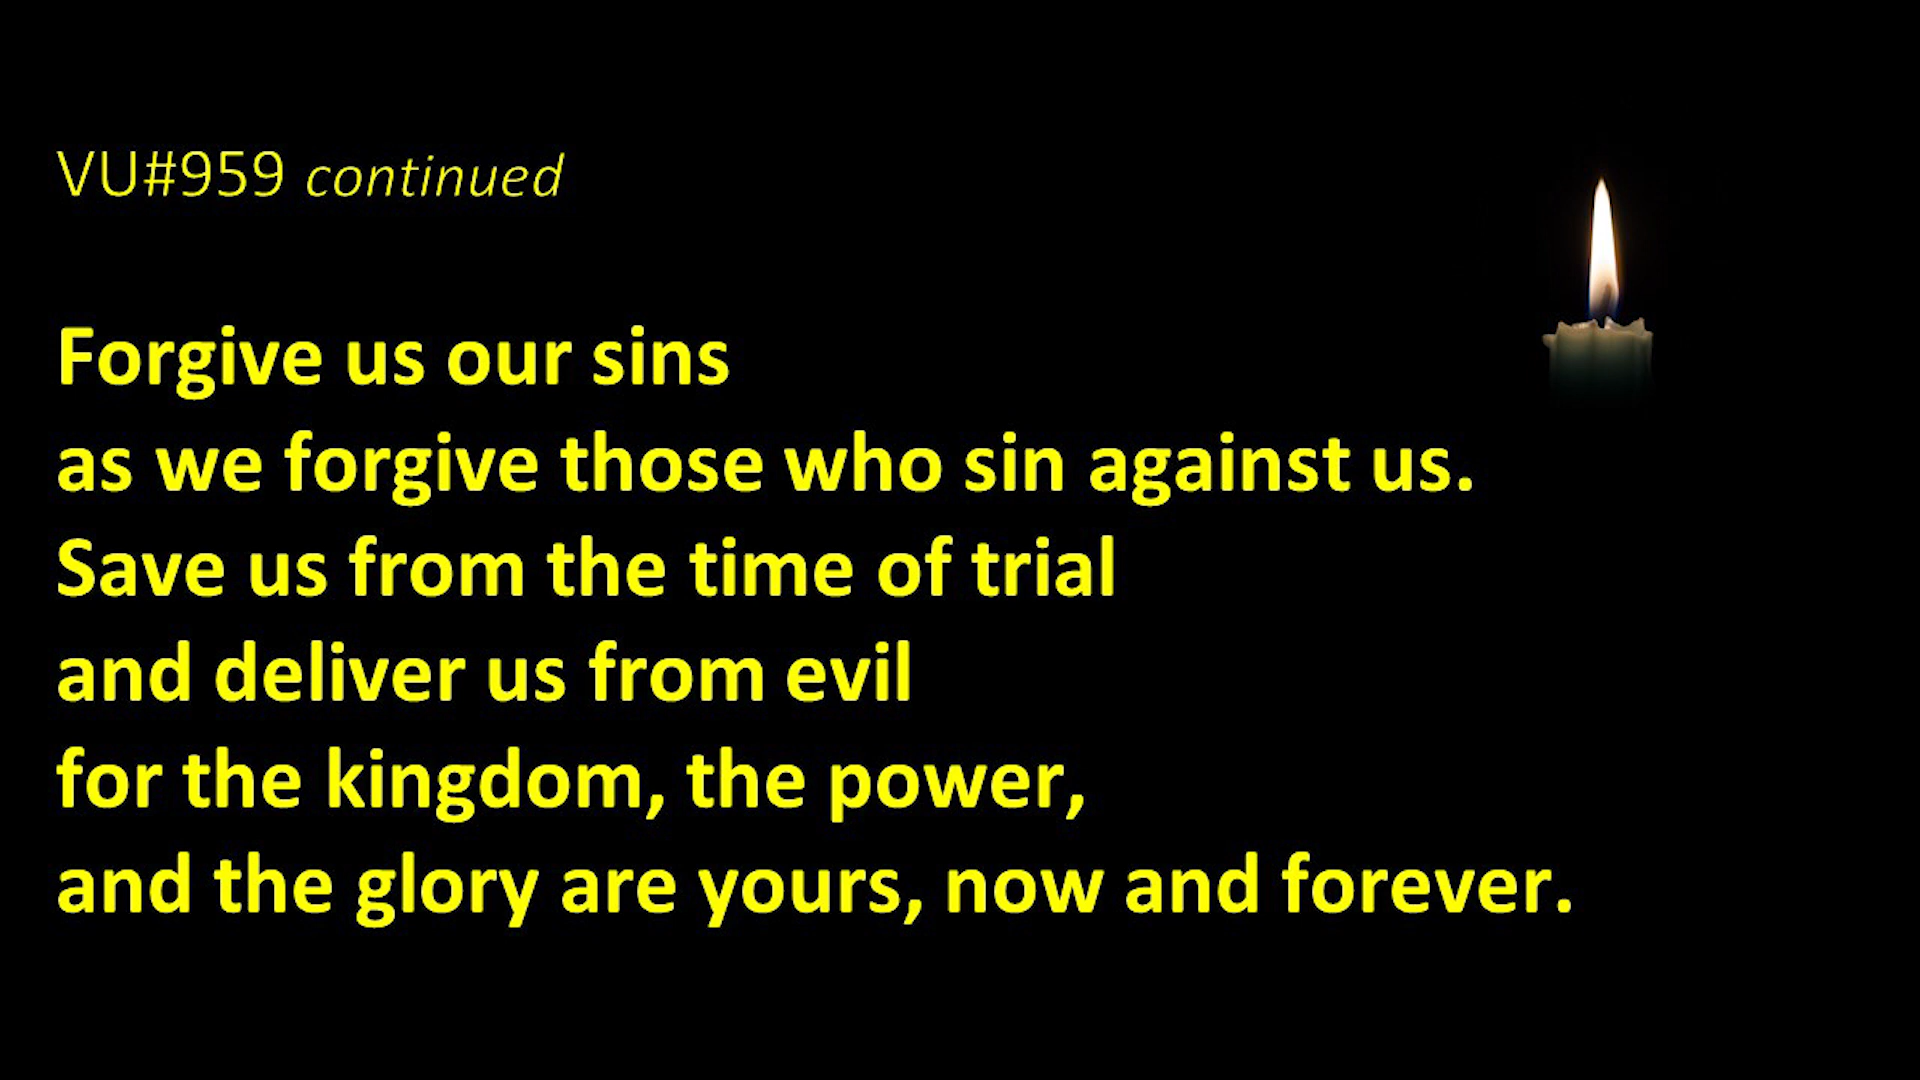 VU#959 continued
Forgive us our sins
as we forgive those who sin against us.
Save us from the time of trial
and deliver us from evil
for the kingdom, the power,
and the glory are yours, now and forever.